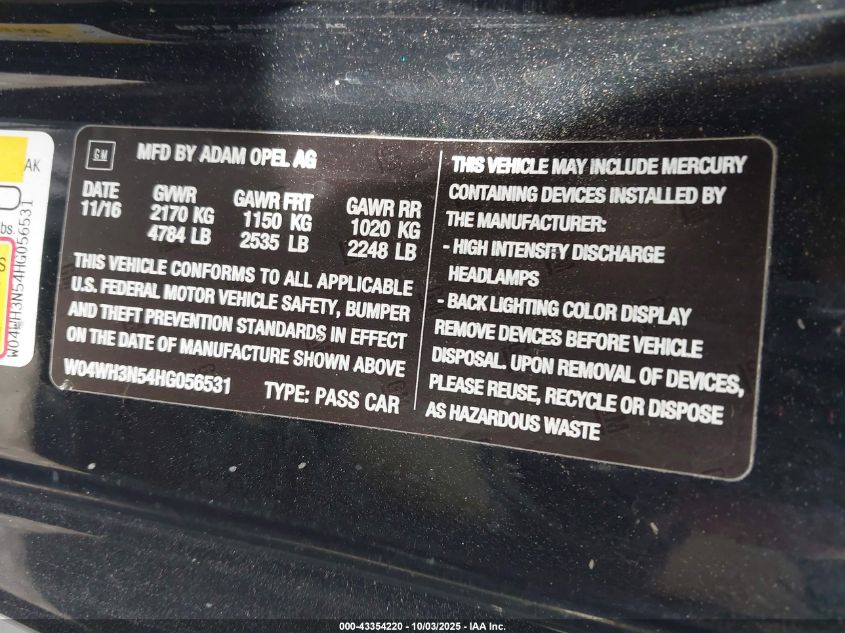 GM
MFD BY ADAM OPEL AG
DATE
11/16
GVWR
2170 KG
4784 LB
GAWR FRT
1150 KG
2535 LB
GAWR RR
1020 KG
2248 LB
THIS VEHICLE CONFORMS TO ALL APPLICABLE
U.S. FEDERAL MOTOR VEHICLE SAFETY, BUMPER
AND THEFT PREVENTION STANDARDS IN EFFECT
ON THE DATE OF MANUFACTURE SHOWN ABOVE
W04WH3N54HG056531 TYPE: PASS CAR
THIS VEHICLE MAY INCLUDE MERCURY
CONTAINING DEVICES INSTALLED BY
THE MANUFACTURER:
- HIGH INTENSITY DISCHARGE
HEADLAMPS
- BACK LIGHTING COLOR DISPLAY
REMOVE DEVICES BEFORE VEHICLE
DISPOSAL. UPON REMOVAL OF DEVICES,
PLEASE REUSE, RECYCLE OR DISPOSE
AS HAZARDOUS WASTE
AK
lbs.
W04WH3N54HG056531
000-43354220 - 10/03/2025 - IAA Inc.